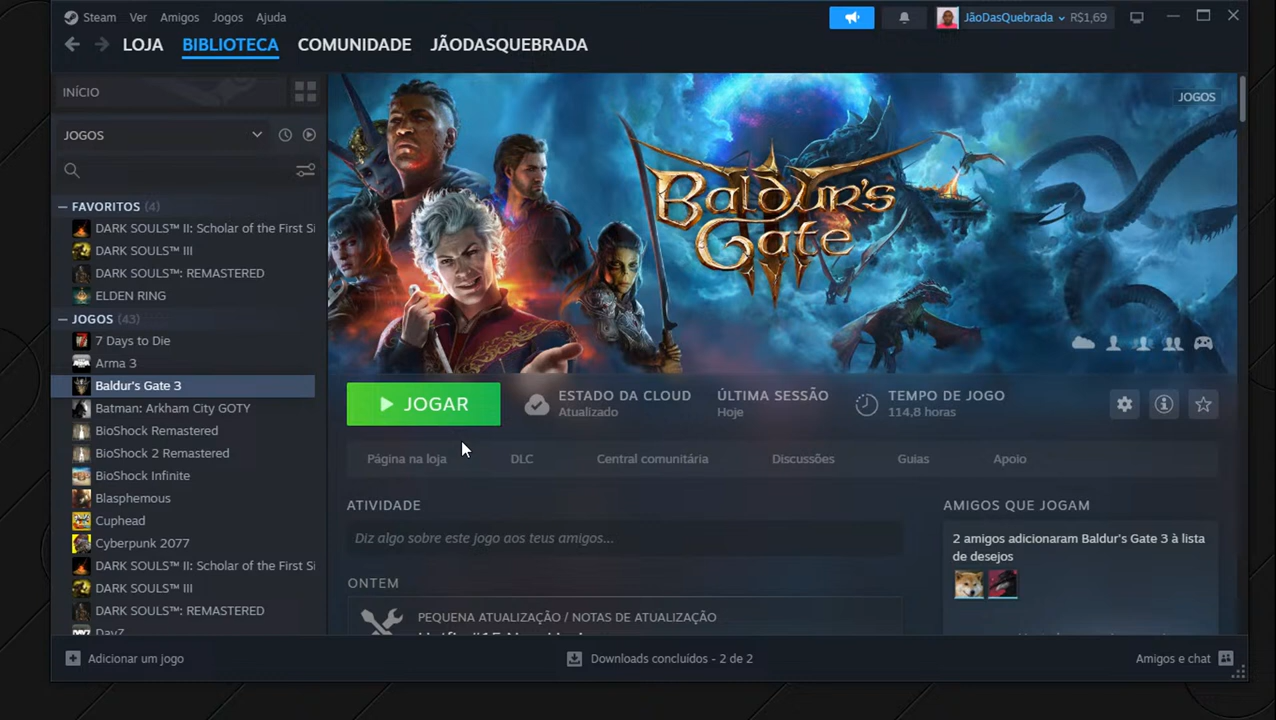 Steam Ver Amigos Jogos Ajuda
JãoDasQuebrada R$1,69
LOJA BIBLIOTECA COMUNIDADE JÃODASQUEBRADA
INÍCIO
JOGOS
FAVORITOS (4)
DARK SOULS™ II: Scholar of the First Si
DARK SOULS™ III
DARK SOULS™: REMASTERED
ELDEN RING
JOGOS (43)
7 Days to Die
Arma 3
Baldur's Gate 3
Batman: Arkham City GOTY
BioShock Remastered
BioShock 2 Remastered
BioShock Infinite
Blasphemous
Cuphead
Cyberpunk 2077
DARK SOULS™ II: Scholar of the First Si
DARK SOULS™ III
DARK SOULS™: REMASTERED
DayZ
JOGOS
BALDUR'S
GATE
III
JOGAR
ESTADO DA CLOUD
Atualizado
ÚLTIMA SESSÃO
Hoje
TEMPO DE JOGO
114,8 horas
Página na loja DLC Central comunitária Discussões Guias Apoio
ATIVIDADE
Diz algo sobre este jogo aos teus amigos...
ONTEM
PEQUENA ATUALIZAÇÃO / NOTAS DE ATUALIZAÇÃO
AMIGOS QUE JOGAM
2 amigos adicionaram Baldur's Gate 3 à lista
de desejos
Adicionar um jogo
Downloads concluídos - 2 de 2
Amigos e chat